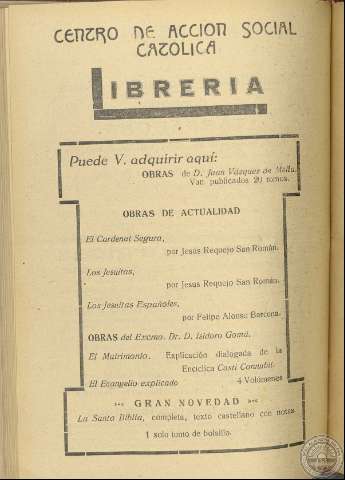 CENTRO DE ACCION SOCIAL
CATOLICA
LIBRERIA
Puede V. adquirir aquí:
OBRAS de D. Juan Vázquez de Mella.
Van publicados 20 tomos.
OBRAS DE ACTUALIDAD
El Cardenal Segura,
por Jesús Requejo San Román.
Los Jesuitas,
por Jesús Requejo San Román.
Los Jesuitas Españoles,
por Felipe Alonso Barcona.
OBRAS del Excmo. Dr. D. Isidoro Gomá.
El Matrimonio. Explicación dialogada de la
Encíclica Casti Connubii.
El Evangelio explicado 4 Volúmenes
GRAN NOVEDAD
La Santa Biblia, completa, texto castellano con notas
1 solo tomo de bolsillo.